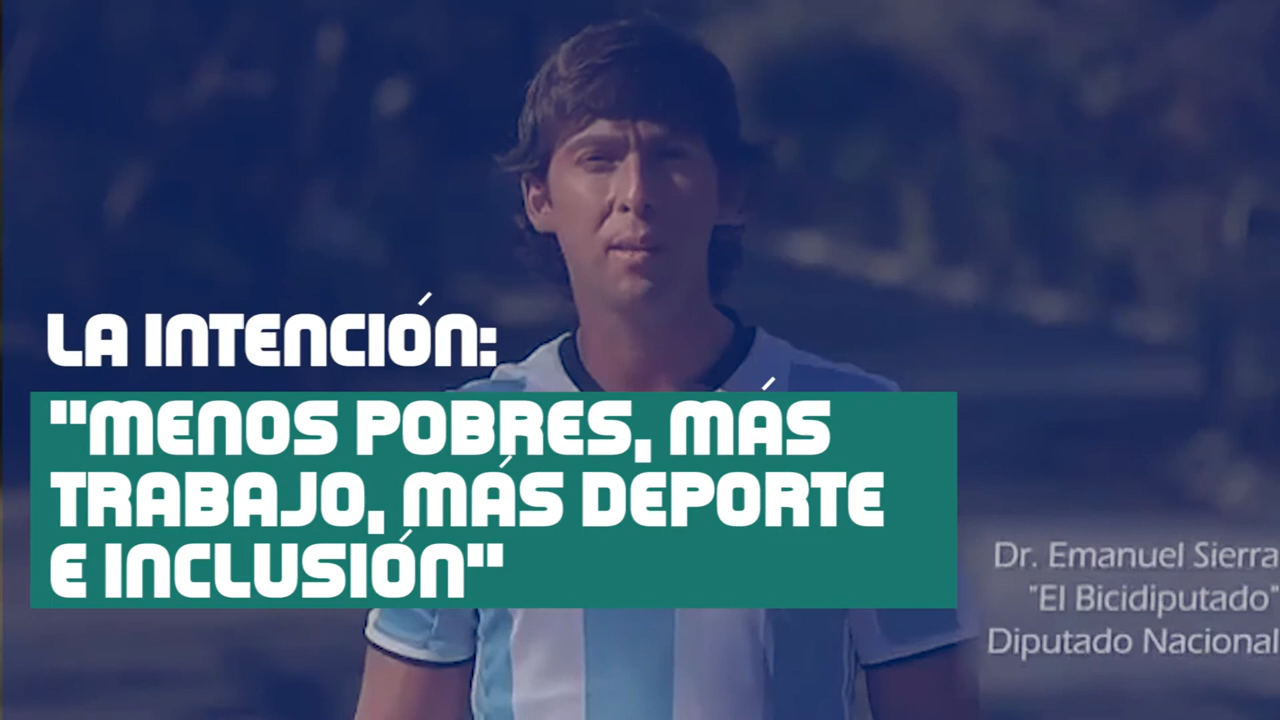 LA INTENCIÓN:
"MENOS POBRES, MÁS
TRABAJO, MÁS DEPORTE
E INCLUSIÓN"
Dr. Emanuel Sierra
"El Bicidiputado"
Diputado Nacional